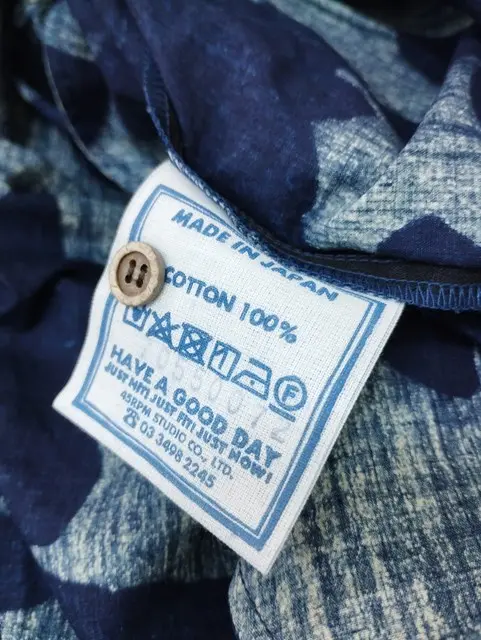 MADE IN JAPAN
COTTON 100%
HAVE A GOOD DAY
JUST HIT! JUST FIT! JUST NOW!
45RPM STUDIO CO., LTD.
☎ 03 3498 2245
F